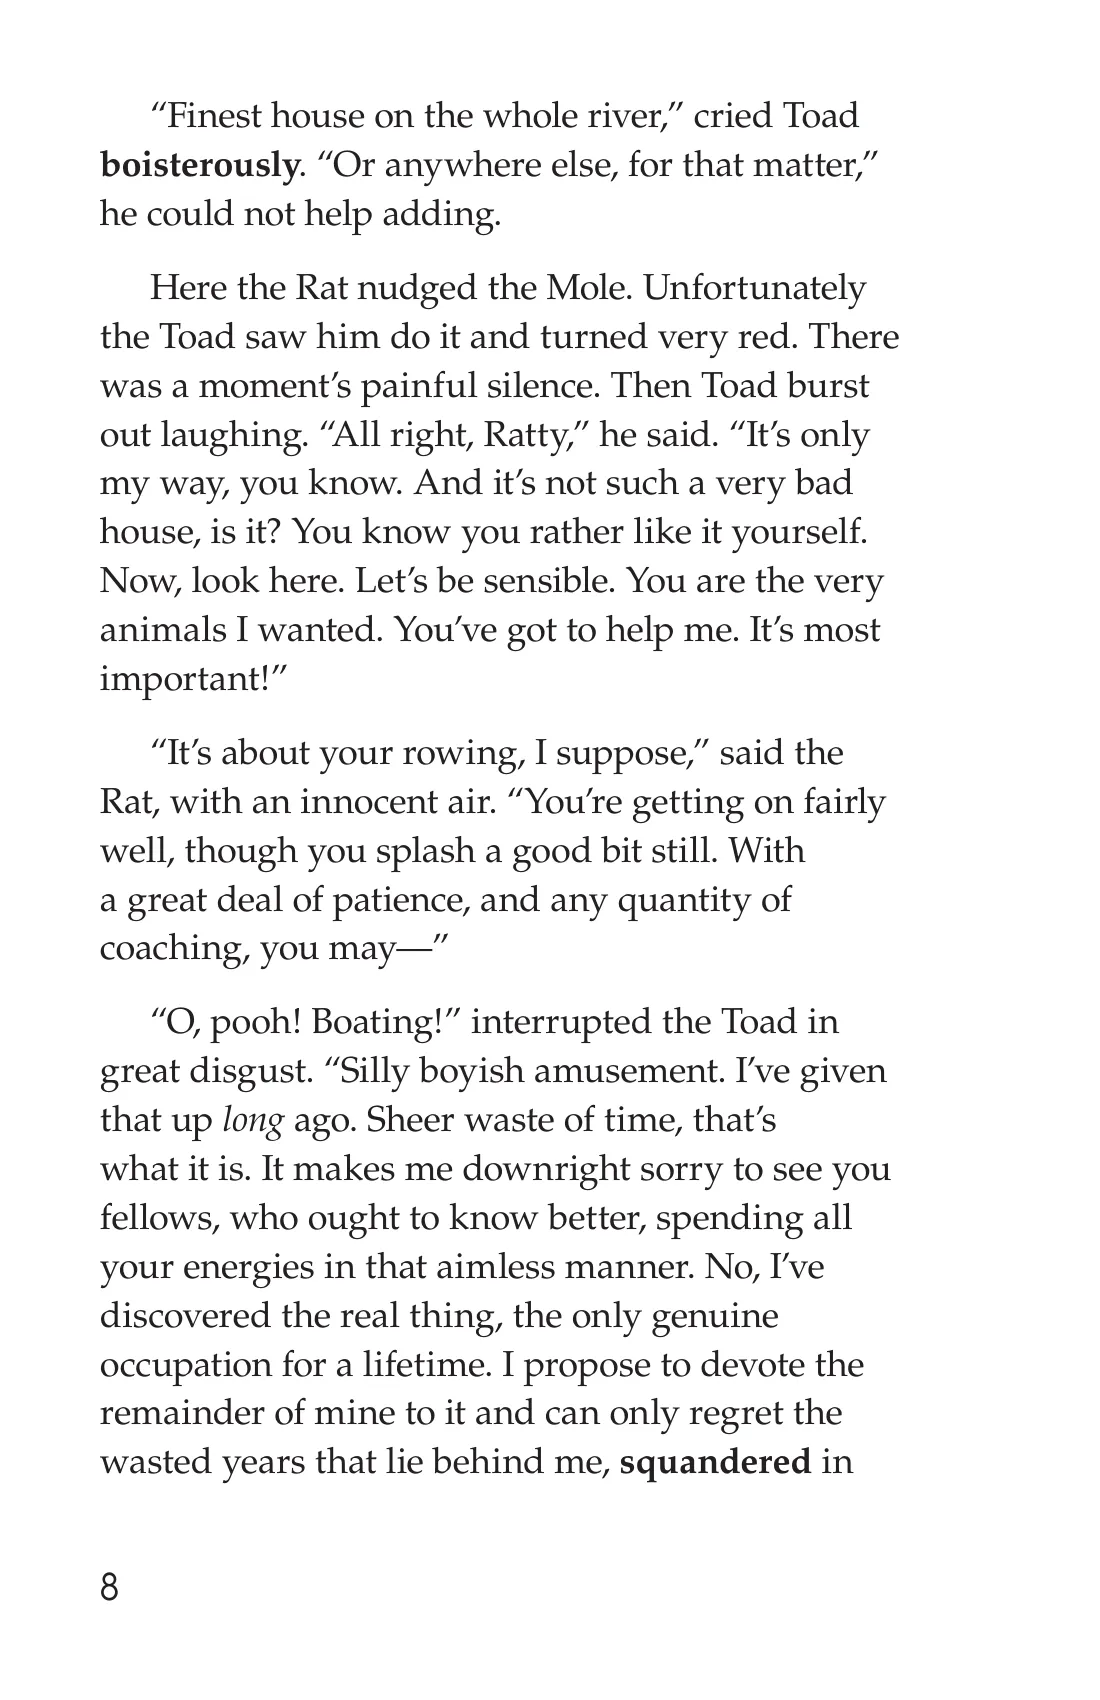 “Finest house on the whole river,” cried Toad
boisterously. “Or anywhere else, for that matter,”
he could not help adding.
Here the Rat nudged the Mole. Unfortunately
the Toad saw him do it and turned very red. There
was a moment’s painful silence. Then Toad burst
out laughing. “All right, Ratty,” he said. “It’s only
my way, you know. And it’s not such a very bad
house, is it? You know you rather like it yourself.
Now, look here. Let’s be sensible. You are the very
animals I wanted. You’ve got to help me. It’s most
important!”
“It’s about your rowing, I suppose,” said the
Rat, with an innocent air. “You’re getting on fairly
well, though you splash a good bit still. With
a great deal of patience, and any quantity of
coaching, you may—”
“O, pooh! Boating!” interrupted the Toad in
great disgust. “Silly boyish amusement. I’ve given
that up long ago. Sheer waste of time, that’s
what it is. It makes me downright sorry to see you
fellows, who ought to know better, spending all
your energies in that aimless manner. No, I’ve
discovered the real thing, the only genuine
occupation for a lifetime. I propose to devote the
remainder of mine to it and can only regret the
wasted years that lie behind me, squandered in
8